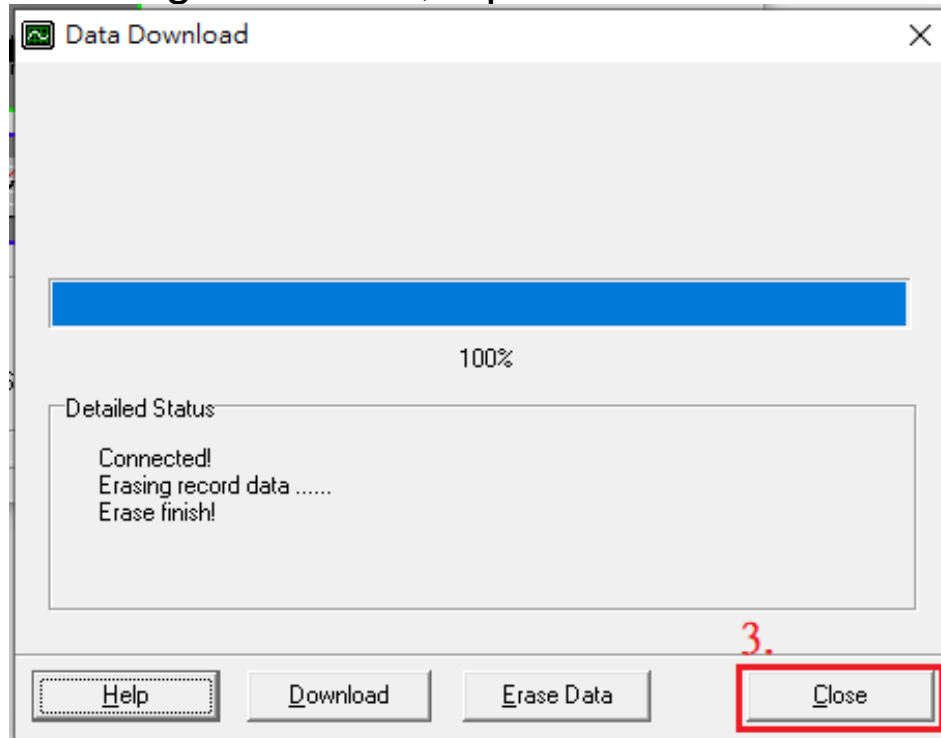 Data Download
100%
Detailed Status
Connected!
Erasing record data ......
Erase finish!
3.
Help
Download
Erase Data
Close